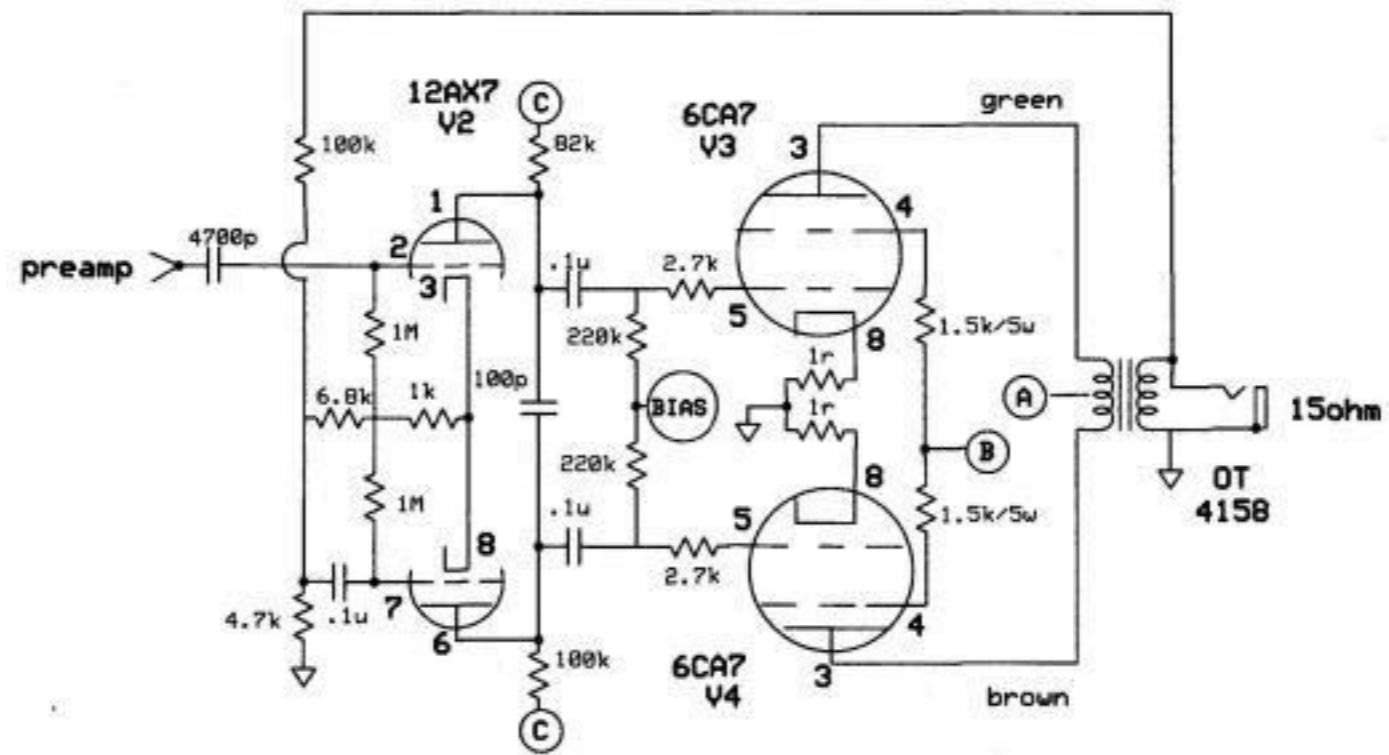 12AX7
V2
C
82k
6CA7
V3
green
3
100k
1
4
4700p
2
preamp
.1u
2.7k
3
5
8
1.5k/5w
1M
220k
1r
100p
6.8k
1k
BIAS
A
15ohm
1r
B
220k
8
OT
4158
1M
.1u
5
1.5k/5w
8
2.7k
4.7k
.1u
7
6
4
100k
6CA7
V4
3
brown
C